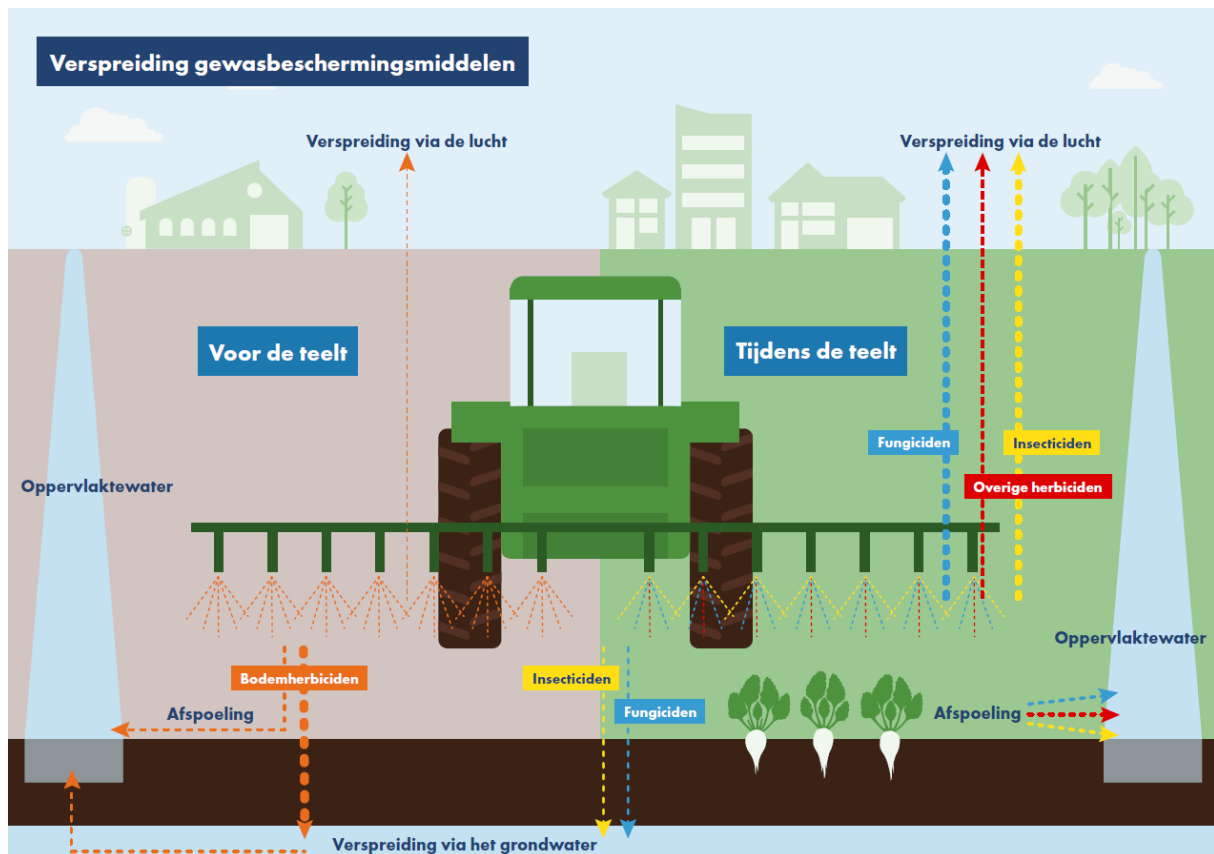 Verspreiding gewasbeschermingsmiddelen
Verspreiding via de lucht
Verspreiding via de lucht
Voor de teelt
Tijdens de teelt
Fungiciden
Insecticiden
Overige herbiciden
Oppervlaktewater
Oppervlaktewater
Bodemherbiciden
Insecticiden
Fungiciden
Afspoeling
Afspoeling
Verspreiding via het grondwater